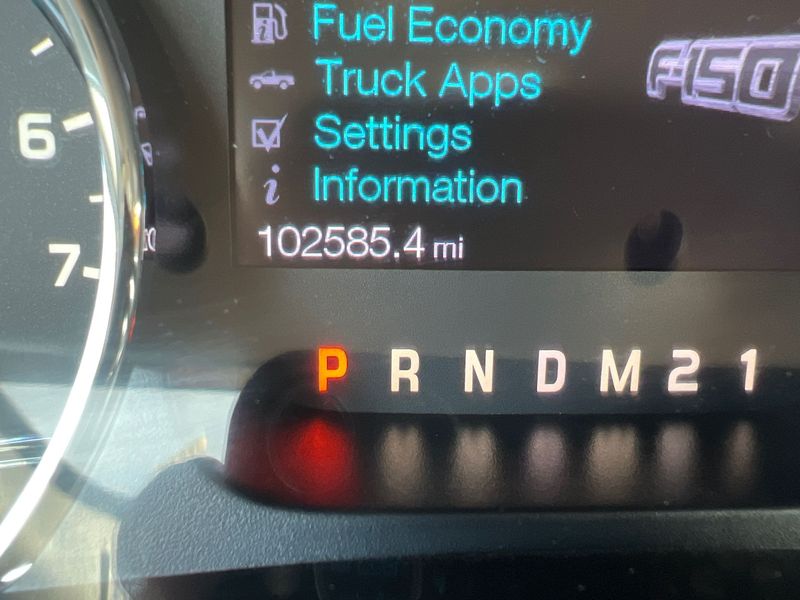 Fuel Economy
Truck Apps
Settings
Information
102585.4 mi
F-150
6
7
P R N D M 2 1